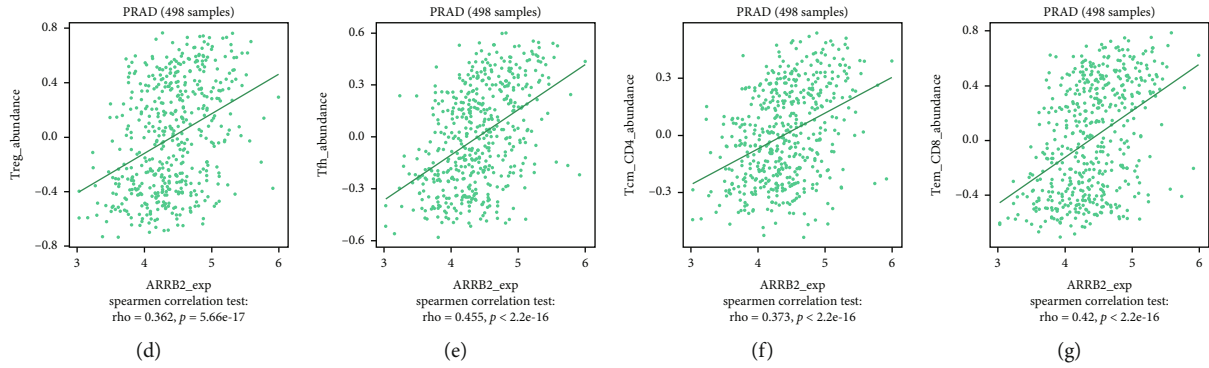 PRAD (498 samples)
0.8
0.4
0.0
−0.4
−0.8
Treg_abundance
3 4 5 6
ARRB2_exp
spearmen correlation test:
rho = 0.362, p = 5.66e-17
(d)
PRAD (498 samples)
0.6
0.3
0.0
−0.3
−0.6
Tfh_abundance
3 4 5 6
ARRB2_exp
spearmen correlation test:
rho = 0.455, p < 2.2e-16
(e)
PRAD (498 samples)
0.3
0.0
−0.3
Tcm_CD4_abundance
3 4 5 6
ARRB2_exp
spearmen correlation test:
rho = 0.373, p < 2.2e-16
(f)
PRAD (498 samples)
0.8
0.4
0.0
−0.4
Tem_CD8_abundance
3 4 5 6
ARRB2_exp
spearmen correlation test:
rho = 0.42, p < 2.2e-16
(g)